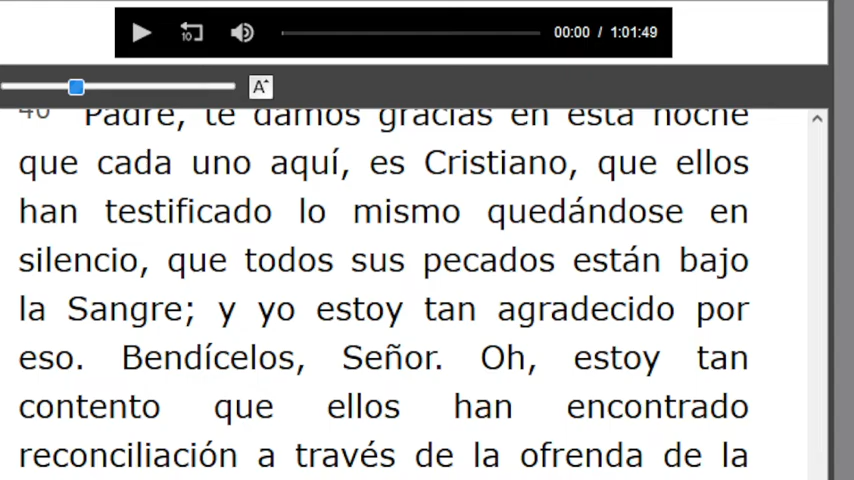 10
00:00 / 1:01:49
A
40 Padre, te damos gracias en esta noche
que cada uno aquí, es Cristiano, que ellos
han testificado lo mismo quedándose en
silencio, que todos sus pecados están bajo
la Sangre; y yo estoy tan agradecido por
eso. Bendícelos, Señor. Oh, estoy tan
contento que ellos han encontrado
reconciliación a través de la ofrenda de la